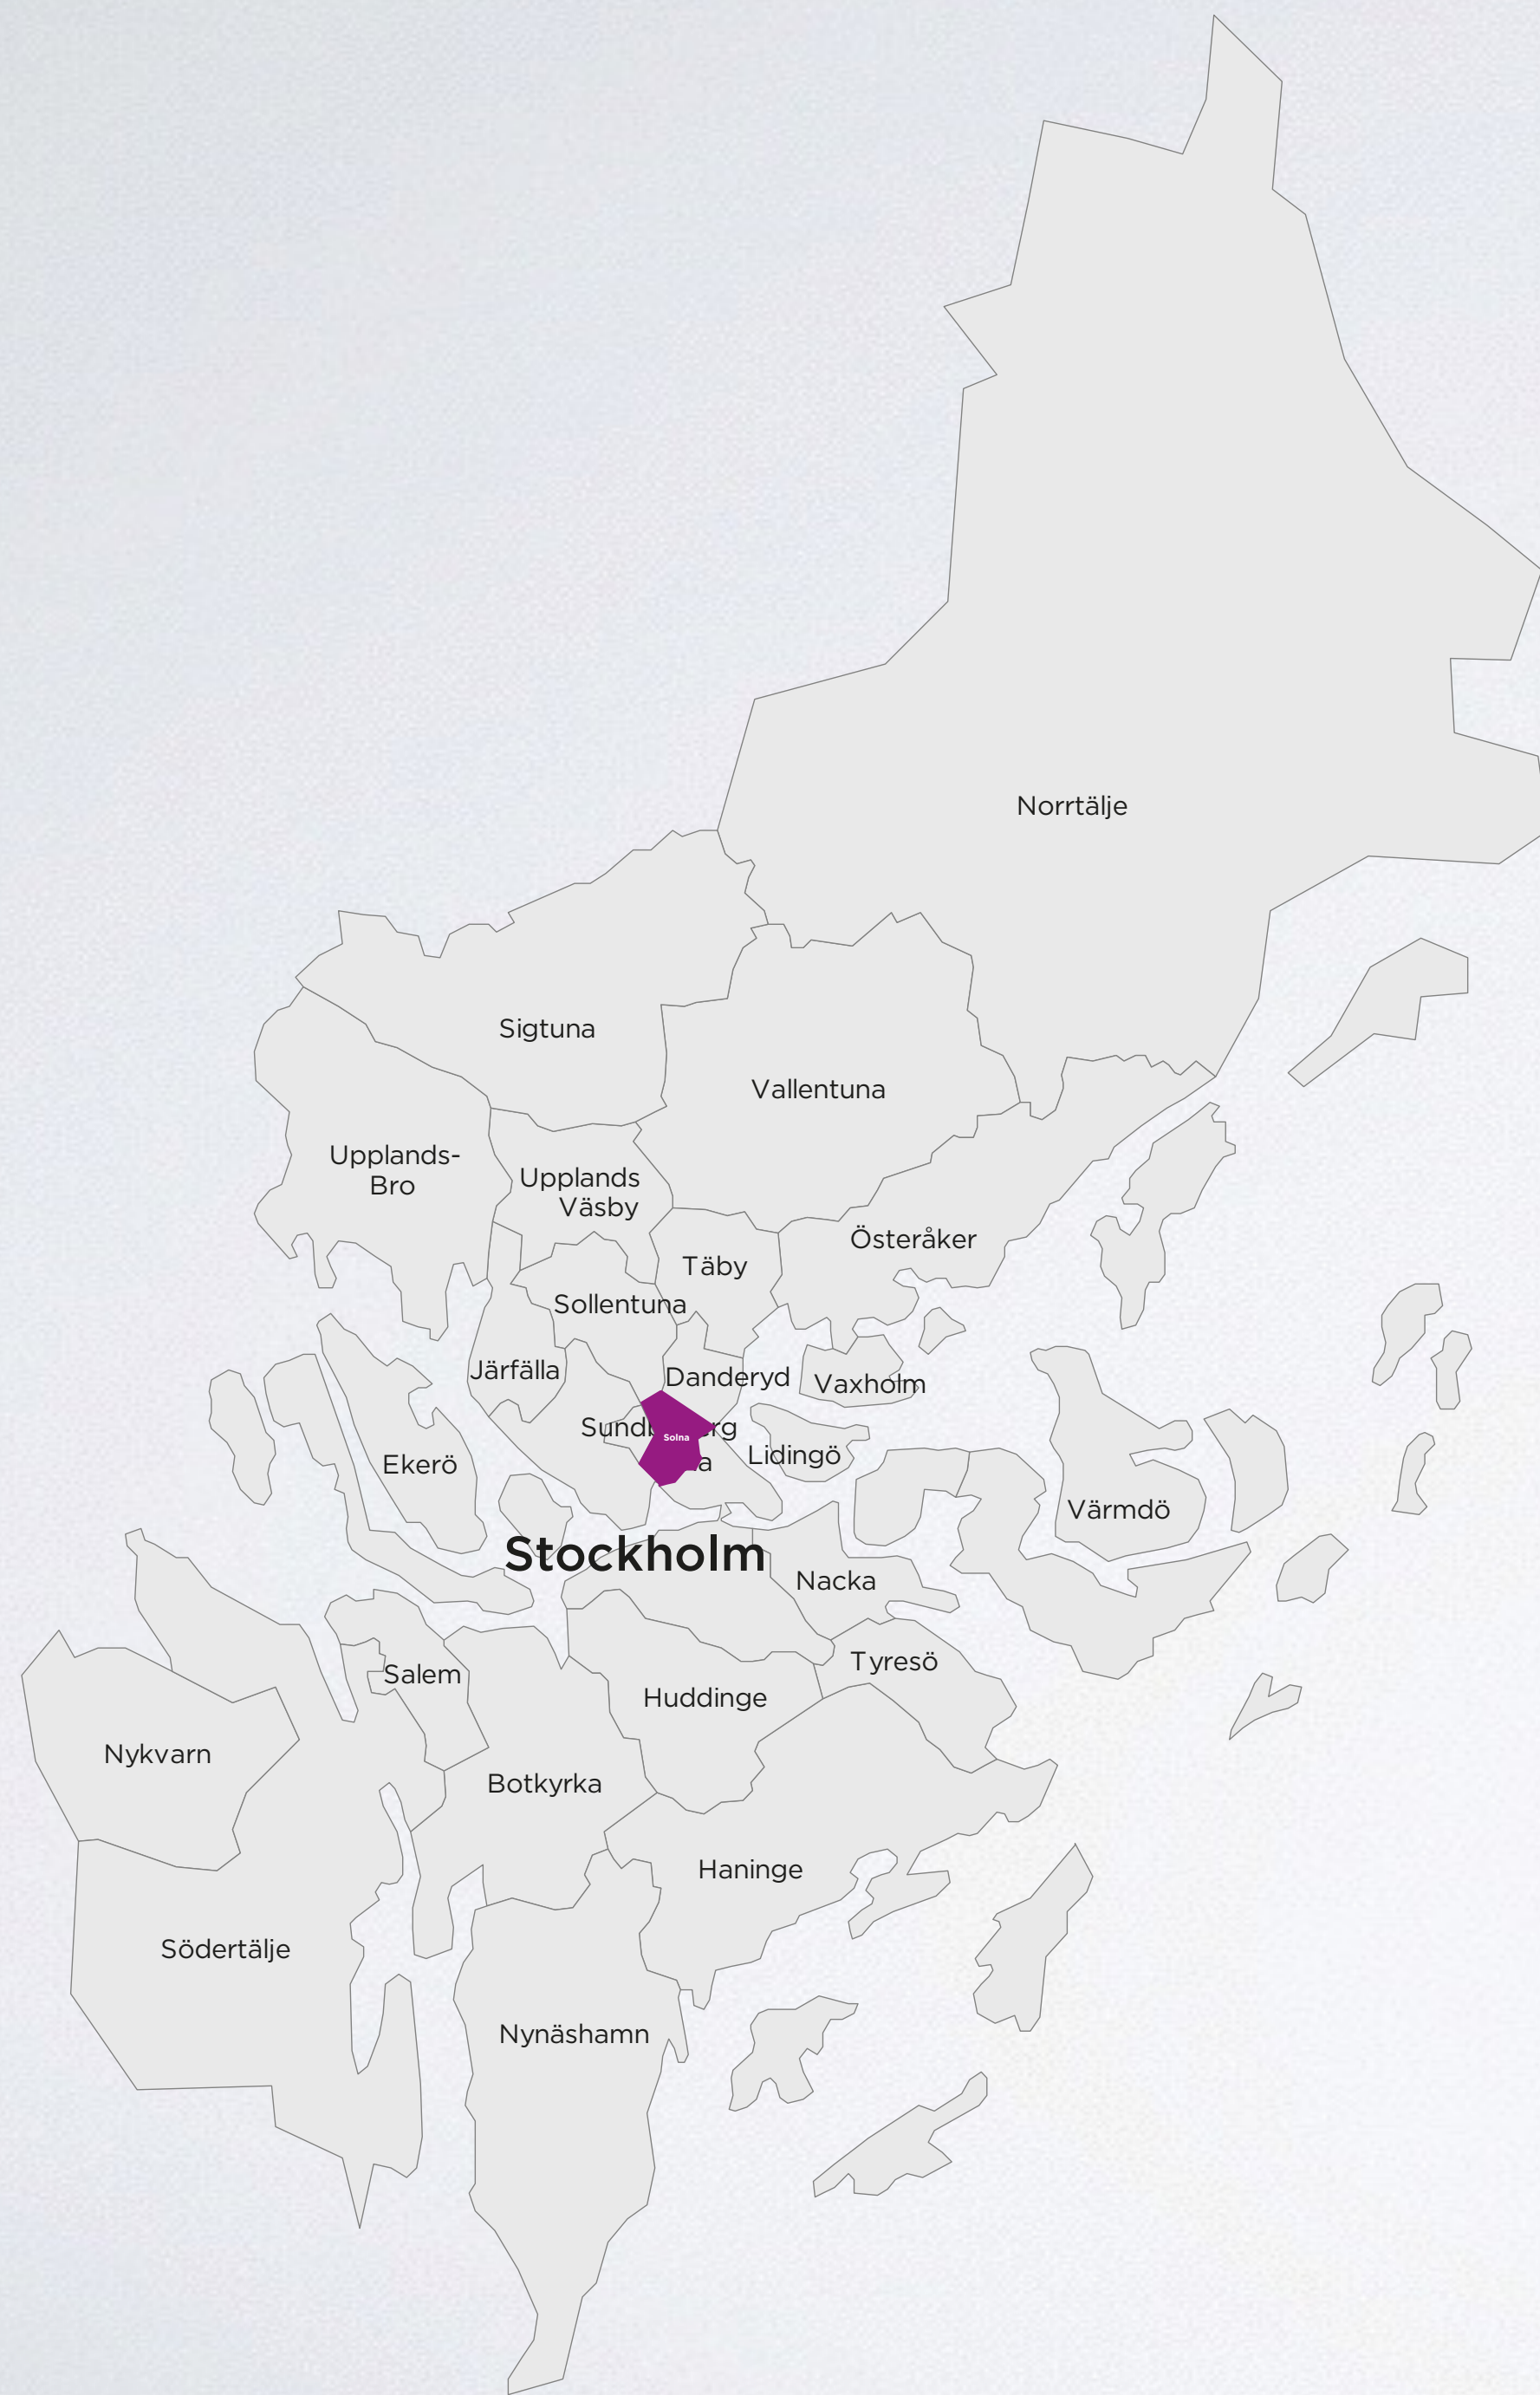 Norrtälje
Sigtuna
Vallentuna
Upplands-
Bro
Upplands
Väsby
Österåker
Täby
Sollentuna
Järfälla
Danderyd
Vaxholm
Solna
Lidingö
Ekerö
Värmdö
Stockholm
Nacka
Tyresö
Salem
Huddinge
Nykvarn
Botkyrka
Haninge
Södertälje
Nynäshamn